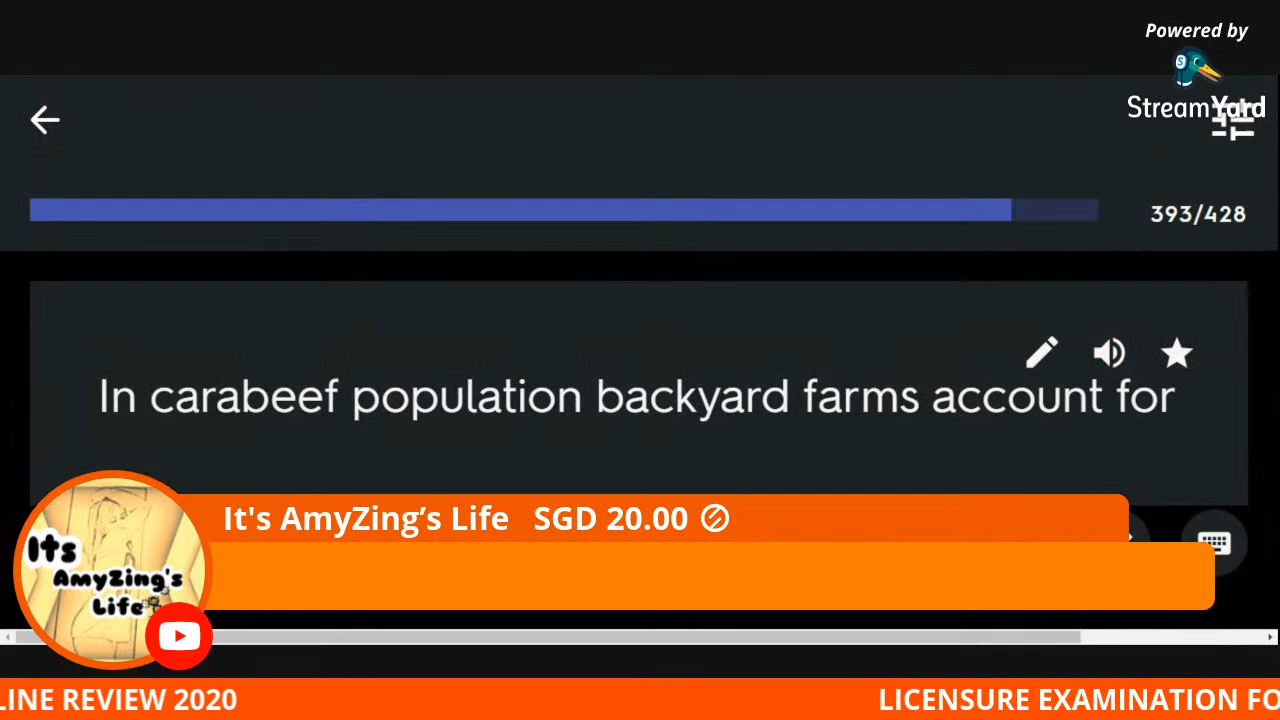 Powered by
StreamYard
393/428
In carabeef population backyard farms account for
It's AmyZing’s Life SGD 20.00
Its
AmyZing's
Life
LINE REVIEW 2020 LICENSURE EXAMINATION FO